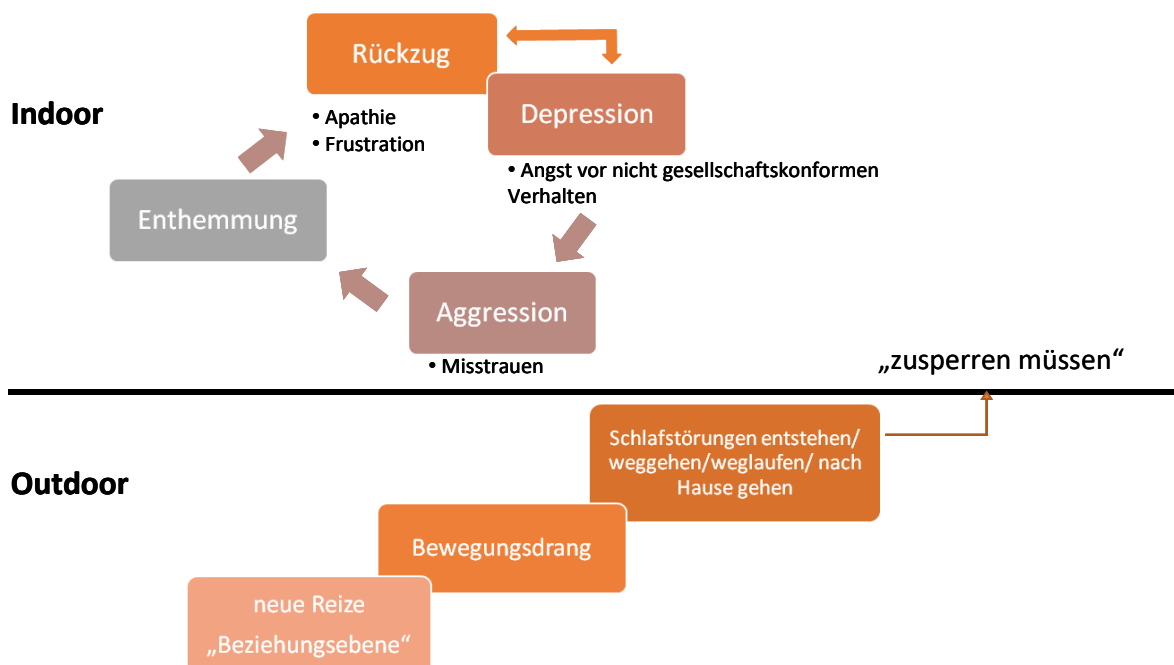 Rückzug
Indoor
Depression
• Apathie
• Frustration
• Angst vor nicht gesellschaftskonformen
Verhalten
Enthemmung
Aggression
• Misstrauen
„zusperren müssen“
Schlafstörungen entstehen/
weggehen/weglaufen/ nach
Hause gehen
Outdoor
Bewegungsdrang
neue Reize
„Beziehungsebene“